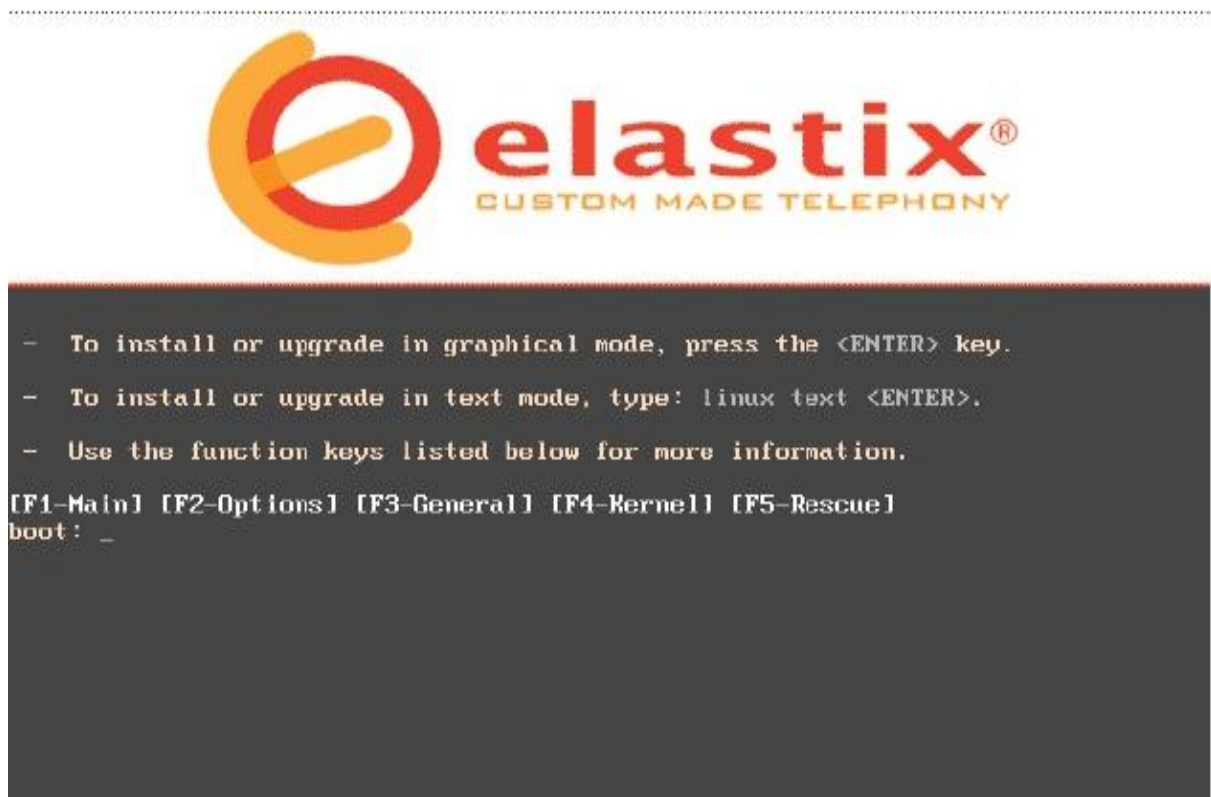 elastix®
CUSTOM MADE TELEPHONY
- To install or upgrade in graphical mode, press the <ENTER> key.
- To install or upgrade in text mode, type: linux text <ENTER>.
- Use the function keys listed below for more information.
[F1-Main] [F2-Options] [F3-General] [F4-Kernel] [F5-Rescue]
boot: _